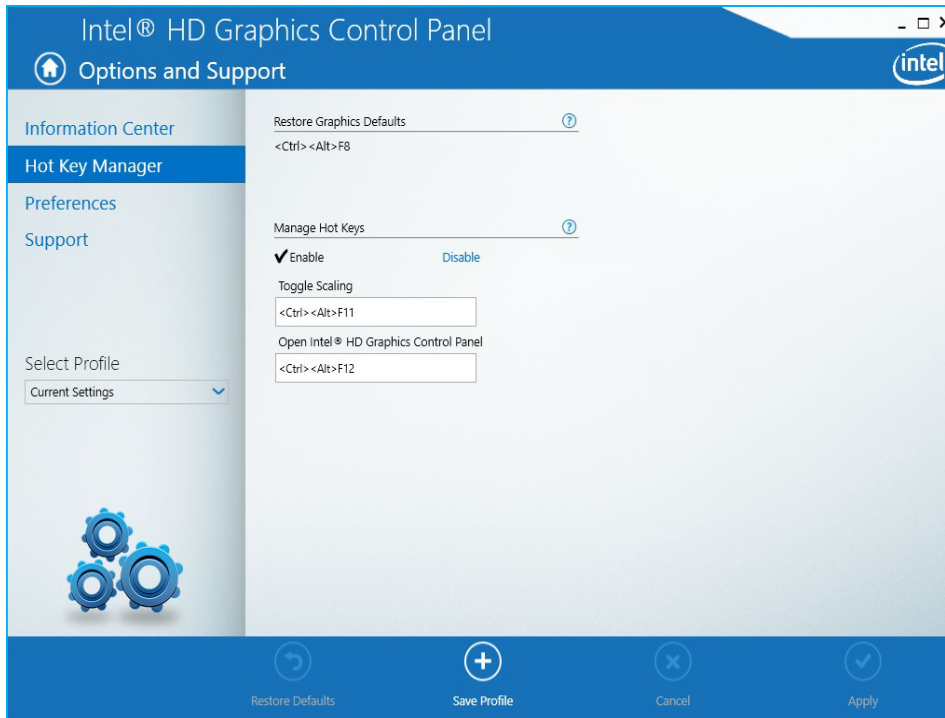 Intel® HD Graphics Control Panel
Options and Support
intel
Information Center
Hot Key Manager
Preferences
Support
Select Profile
Current Settings
Restore Graphics Defaults
<Ctrl><Alt>F8
Manage Hot Keys
Enable Disable
Toggle Scaling
<Ctrl><Alt>F11
Open Intel® HD Graphics Control Panel
<Ctrl><Alt>F12
Restore Defaults Save Profile Cancel Apply